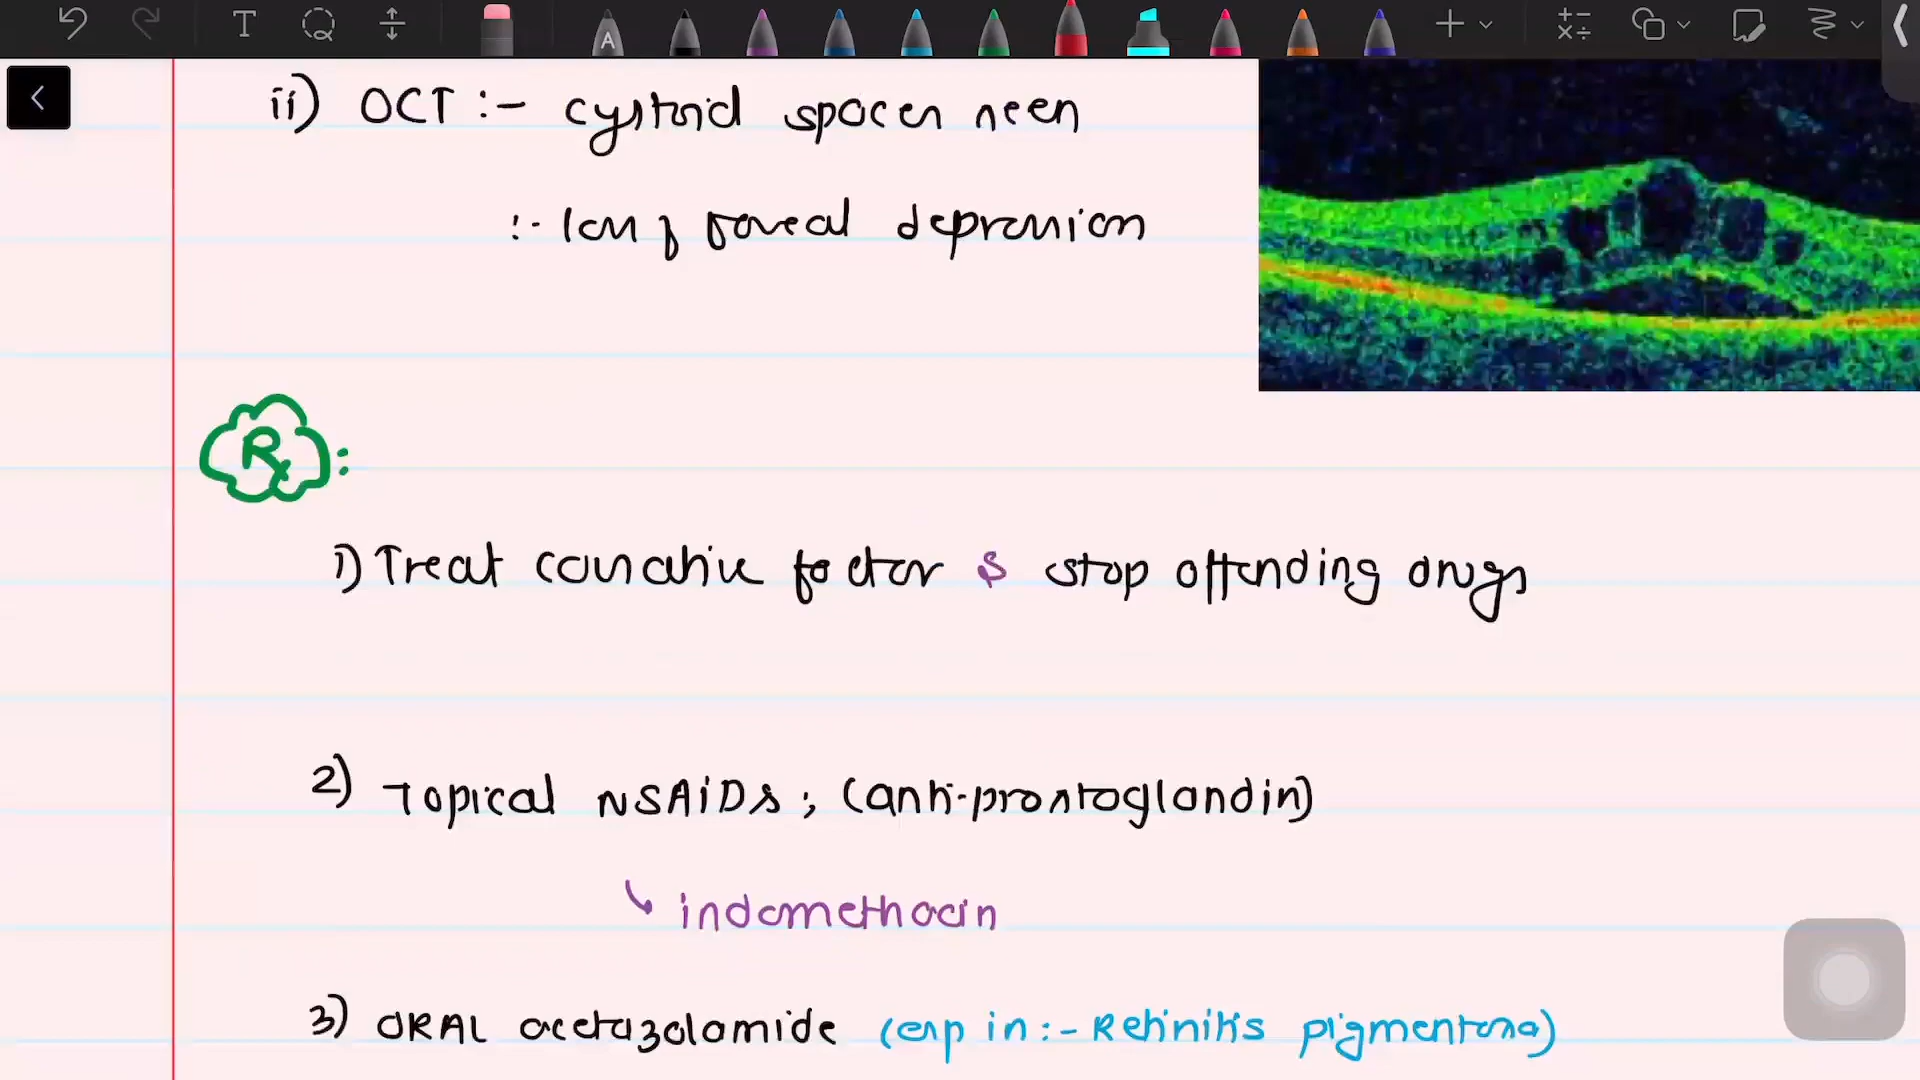 ii) OCT :- cystoid spaces seen
:- loss of foveal depression
Rx :
1) Treat causative factor & stop offending drugs
2) Topical NSAiDs ; (anti-prostaglandin)
↳ indomethacin
3) ORAL acetazolamide (esp in :- Retinitis pigmentosa)